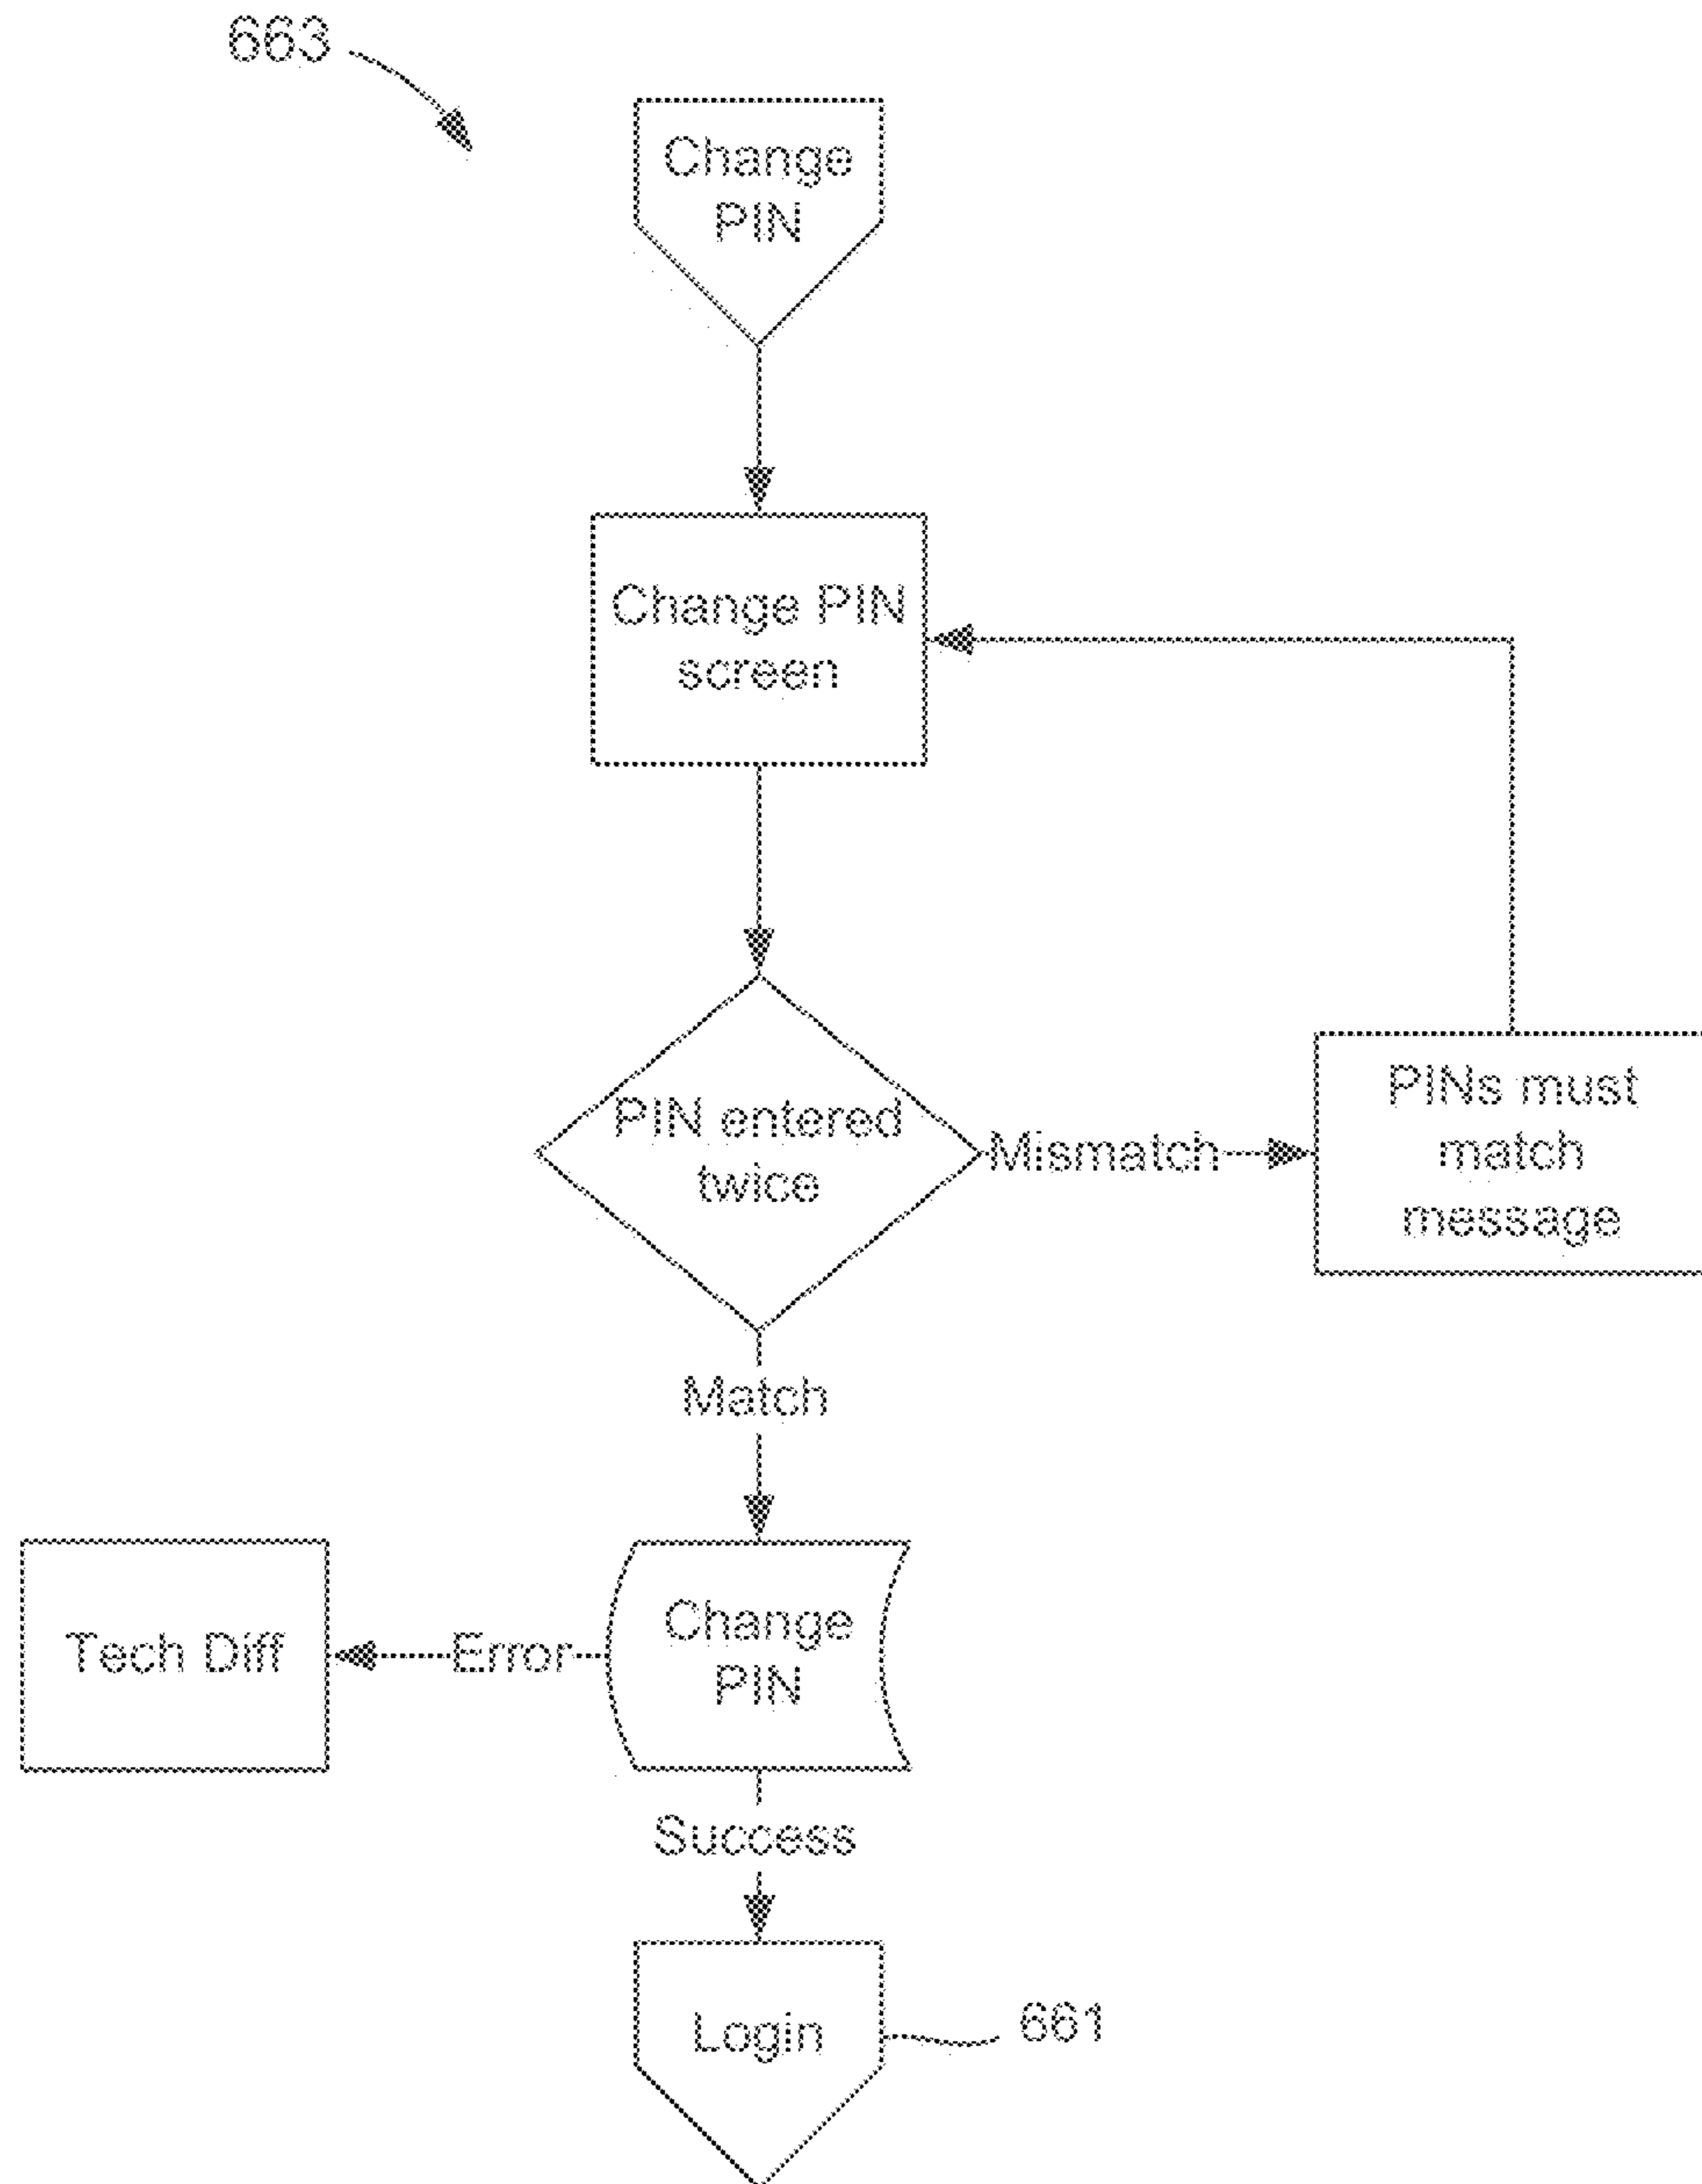 663
Change
PIN
Change PIN
screen
PIN entered
twice
Mismatch
PINs must
match
message
Match
Tech Diff
Error
Change
PIN
Success
Login
661